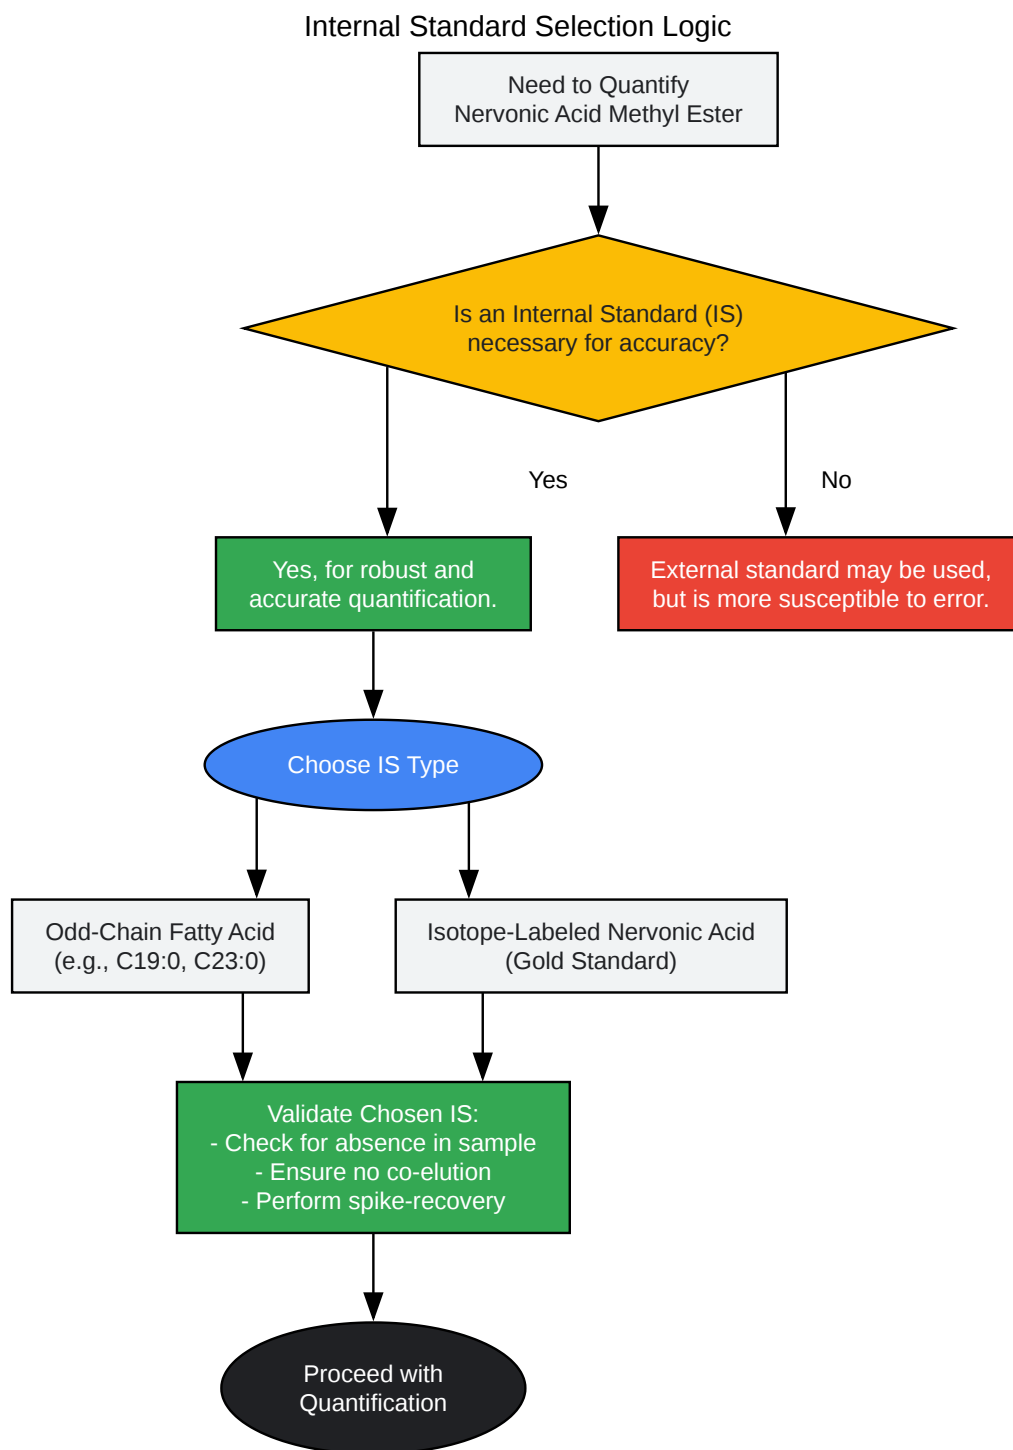 Internal Standard Selection Logic
Need to Quantify
Nervonic Acid Methyl Ester
Is an Internal Standard (IS)
necessary for accuracy?
Yes
No
Yes, for robust and
accurate quantification.
External standard may be used,
but is more susceptible to error.
Choose IS Type
Odd-Chain Fatty Acid
(e.g., C19:0, C23:0)
Isotope-Labeled Nervonic Acid
(Gold Standard)
Validate Chosen IS:
- Check for absence in sample
- Ensure no co-elution
- Perform spike-recovery
Proceed with
Quantification